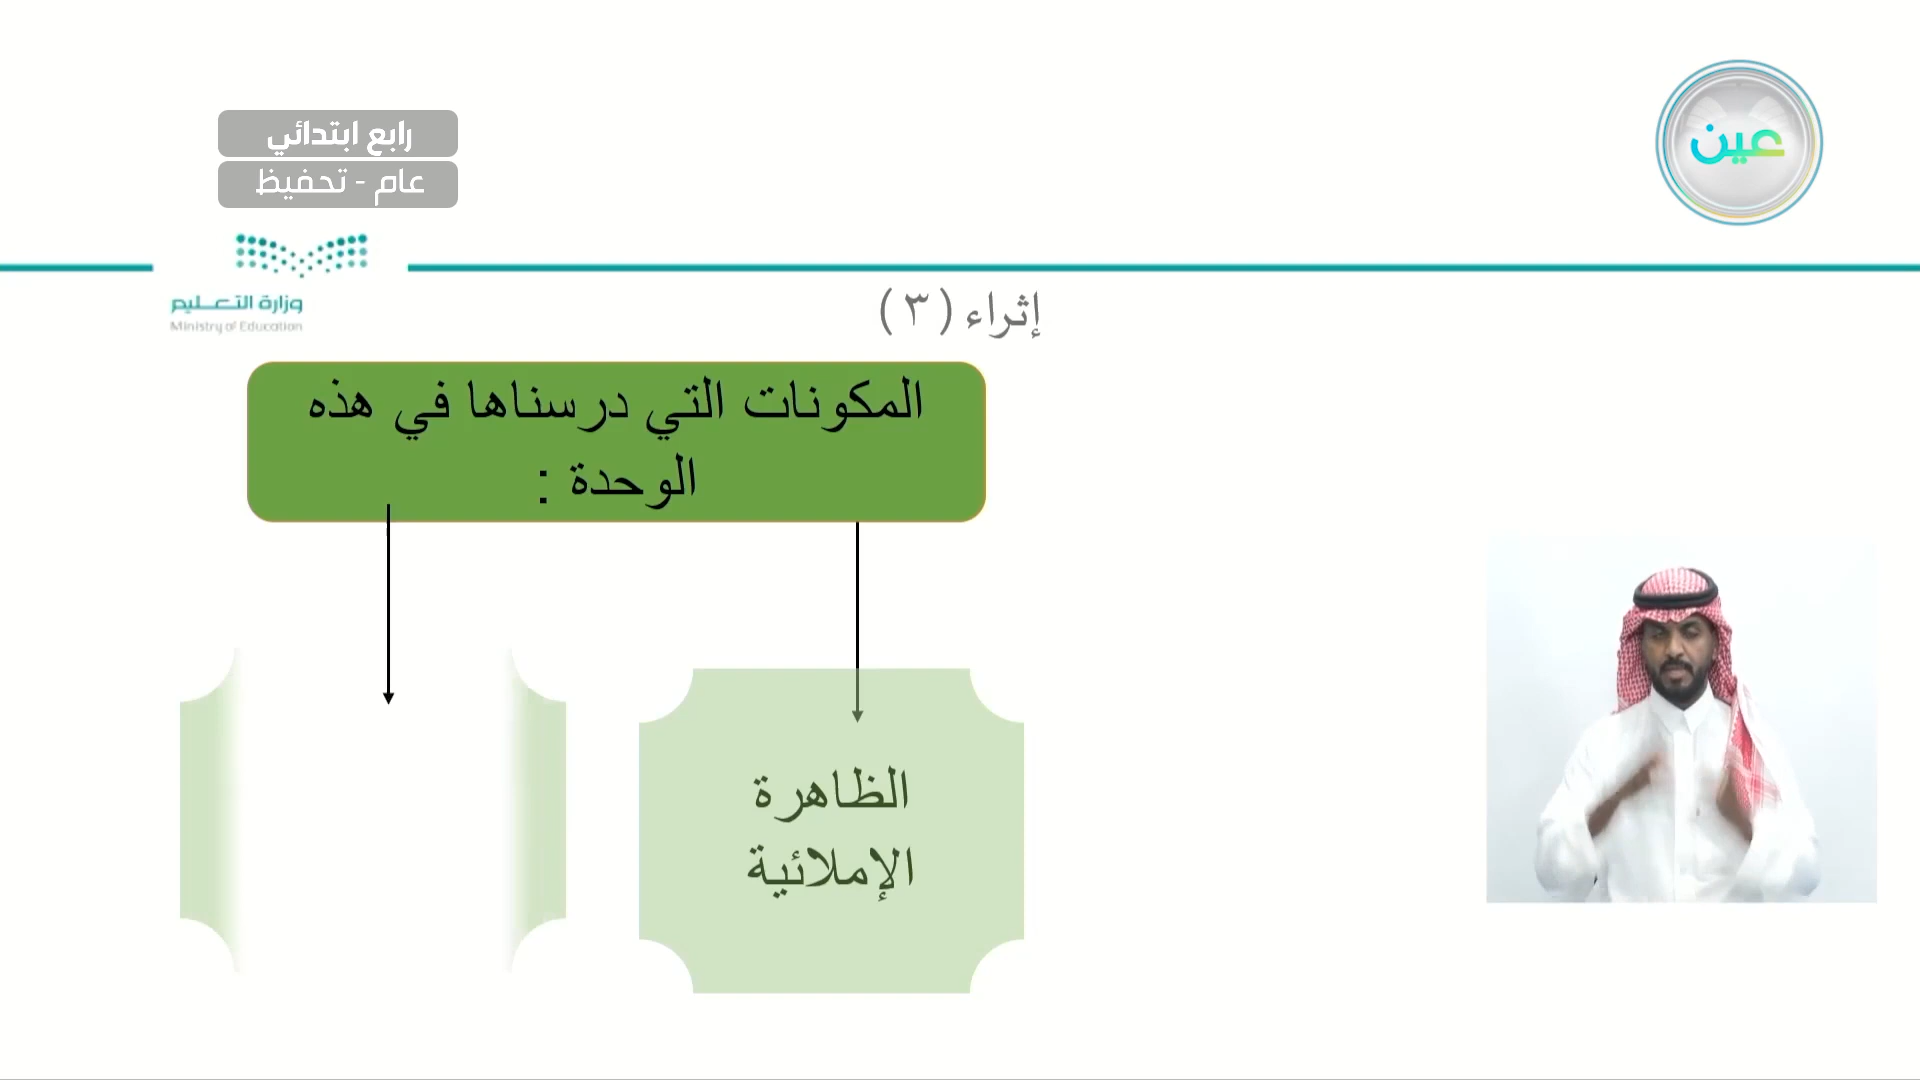 رابع ابتدائي
عام - تحفيظ
عين
وزارة التعليم
Ministry of Education
إثراء (٣)
المكونات التي درسناها في هذه
الوحدة :
الظاهرة
الإملائية